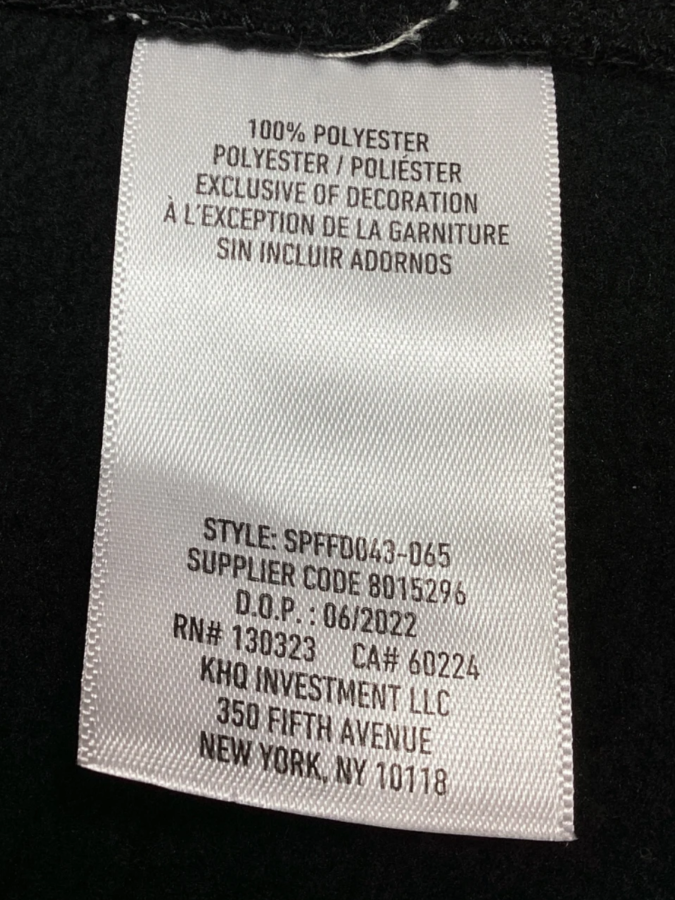 100% POLYESTER
POLYESTER / POLIÉSTER
EXCLUSIVE OF DECORATION
À L'EXCEPTION DE LA GARNITURE
SIN INCLUIR ADORNOS
STYLE: SPFFD043-065
SUPPLIER CODE 8015296
D.O.P. : 06/2022
RN# 130323 CA# 60224
KHQ INVESTMENT LLC
350 FIFTH AVENUE
NEW YORK, NY 10118